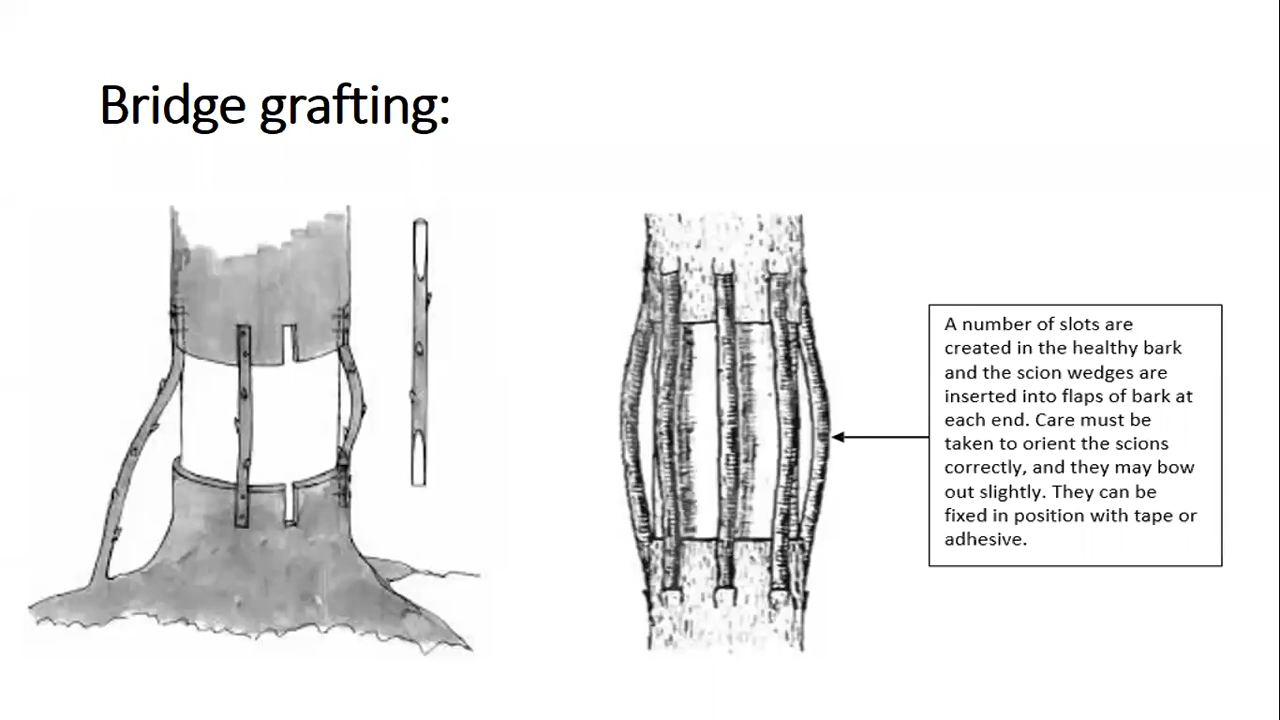 Bridge grafting:
A number of slots are
created in the healthy bark
and the scion wedges are
inserted into flaps of bark at
each end. Care must be
taken to orient the scions
correctly, and they may bow
out slightly. They can be
fixed in position with tape or
adhesive.